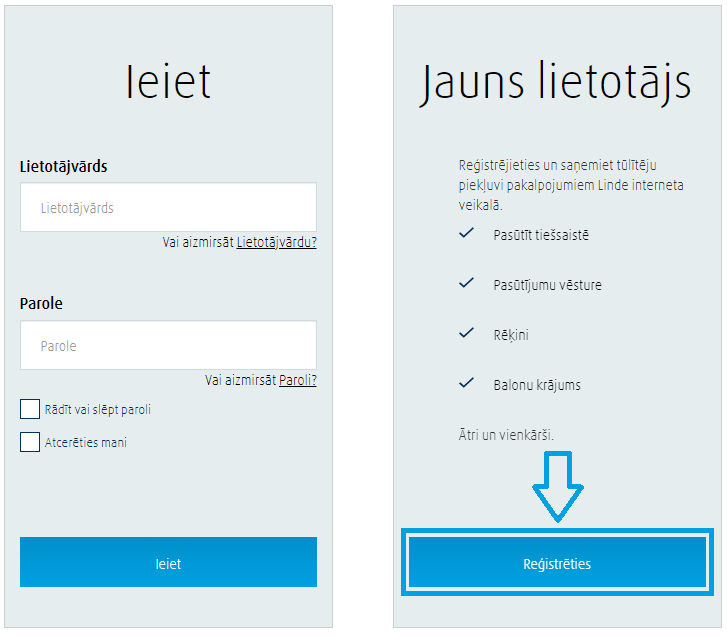 Ieiet
Lietotājvārds
Lietotājvārds
Vai aizmirsāt Lietotājvārdu?
Parole
Parole
Vai aizmirsāt Paroli?
Rādīt vai slēpt paroli
Atcerēties mani
Ieiet
Jauns lietotājs
Reģistrējieties un saņemiet tūlītēju
piekļuvi pakalpojumiem Linde interneta
veikalā.
Pasūtīt tiešsaistē
Pasūtījumu vēsture
Rēķini
Balonu krājums
Ātri un vienkārši.
Reģistrēties